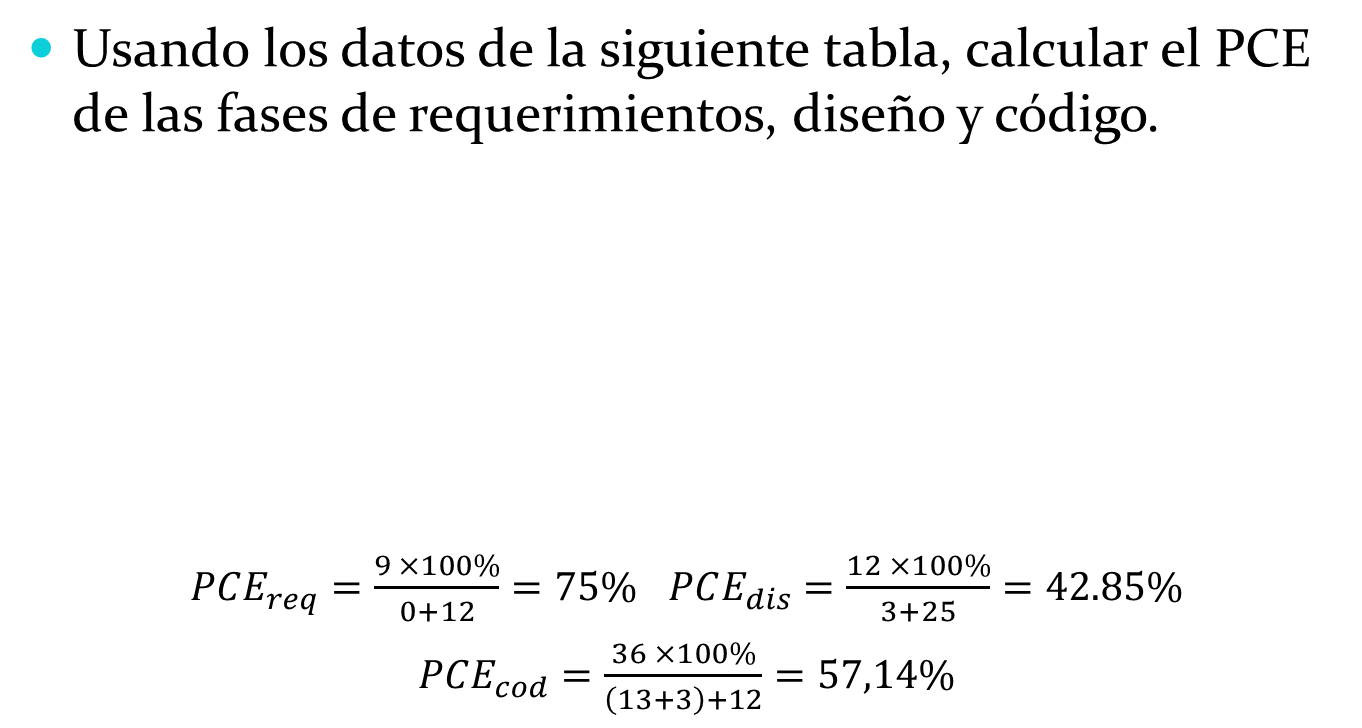 • Usando los datos de la siguiente tabla, calcular el PCE
de las fases de requerimientos, diseño y código.
PCE_req = 9 ×100% / 0+12 = 75% PCE_dis = 12 ×100% / 3+25 = 42.85%
PCE_cod = 36 ×100% / (13+3)+12 = 57,14%